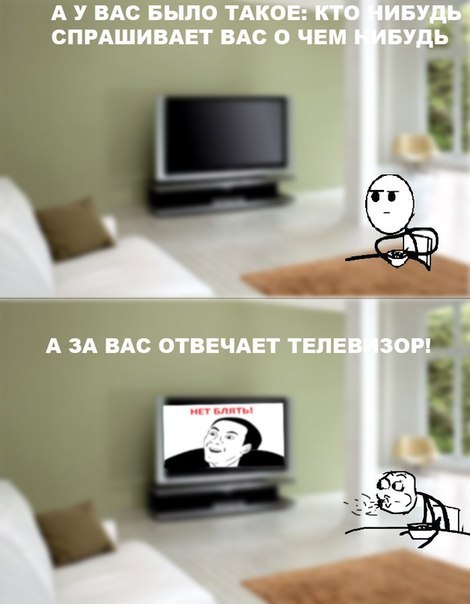 А У ВАС БЫЛО ТАКОЕ: КТО НИБУДЬ
СПРАШИВАЕТ ВАС О ЧЕМ НИБУДЬ
А ЗА ВАС ОТВЕЧАЕТ ТЕЛЕВИЗОР!
НЕТ БЛЯТЬ!